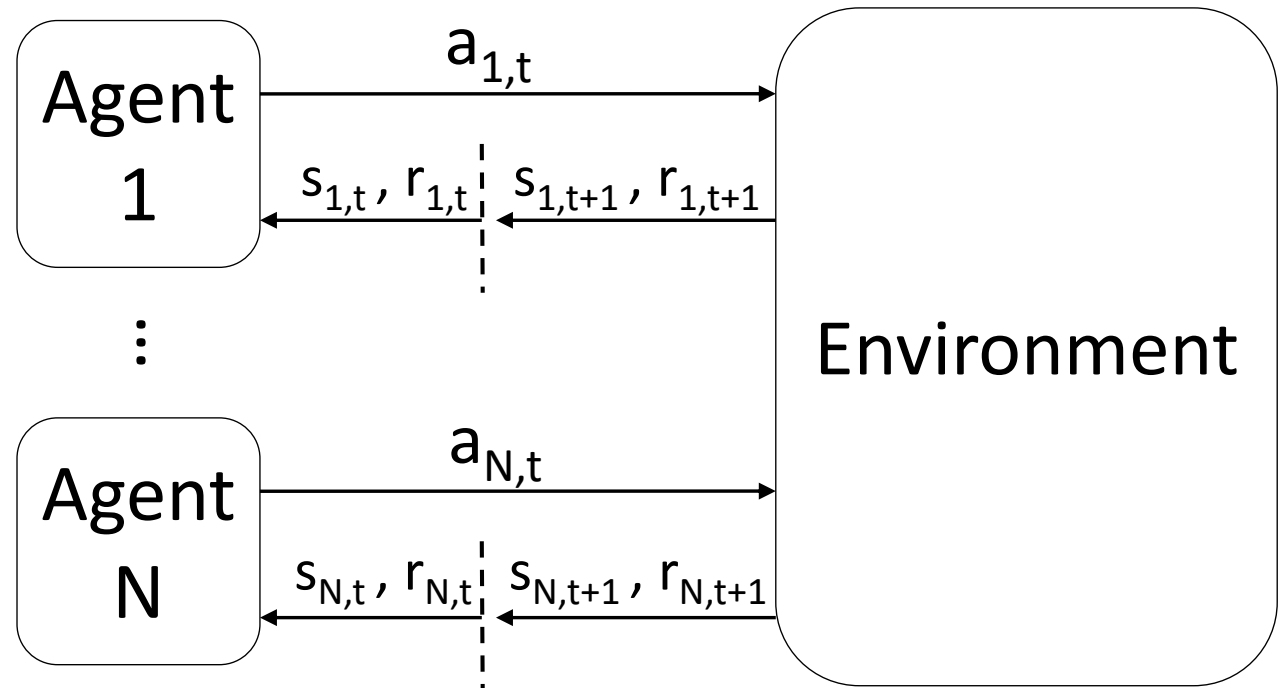 Agent
1
a1,t
s1,t , r1,t
s1,t+1 , r1,t+1
⋮
Environment
Agent
N
aN,t
sN,t , rN,t
sN,t+1 , rN,t+1